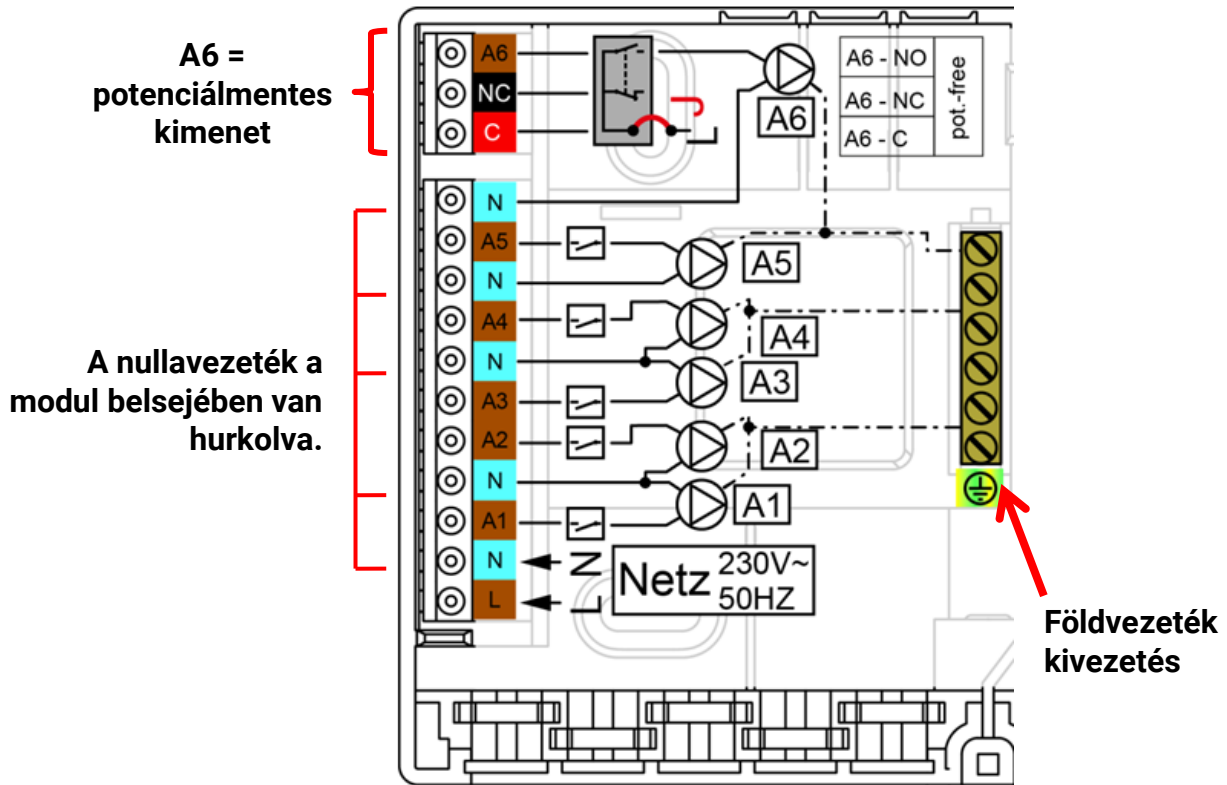 A6 =
potenciálmentes
kimenet
A6
NC
C
J
L
A6
A6 - NO
A6 - NC
A6 - C
pot.-free
N
A5
N
A4
N
A3
A2
N
A1
N
L
A5
A4
A3
A2
A1
A nullavezeték a
modul belsejében van
hurkolva.
N
L
Netz 230V~
50HZ
Földvezeték
kivezetés